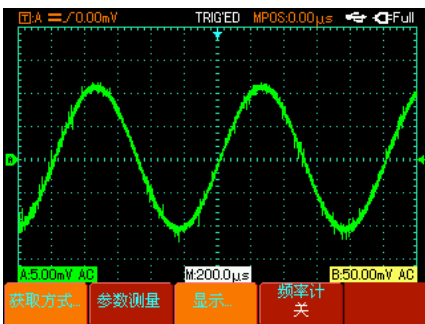 T:A 0.00mV TRIG'ED MPOS:0.00μs Full
A
A:5.00mV AC M:200.0μs B:50.00mV AC
获取方式... 参数测量 显示... 频率计
关